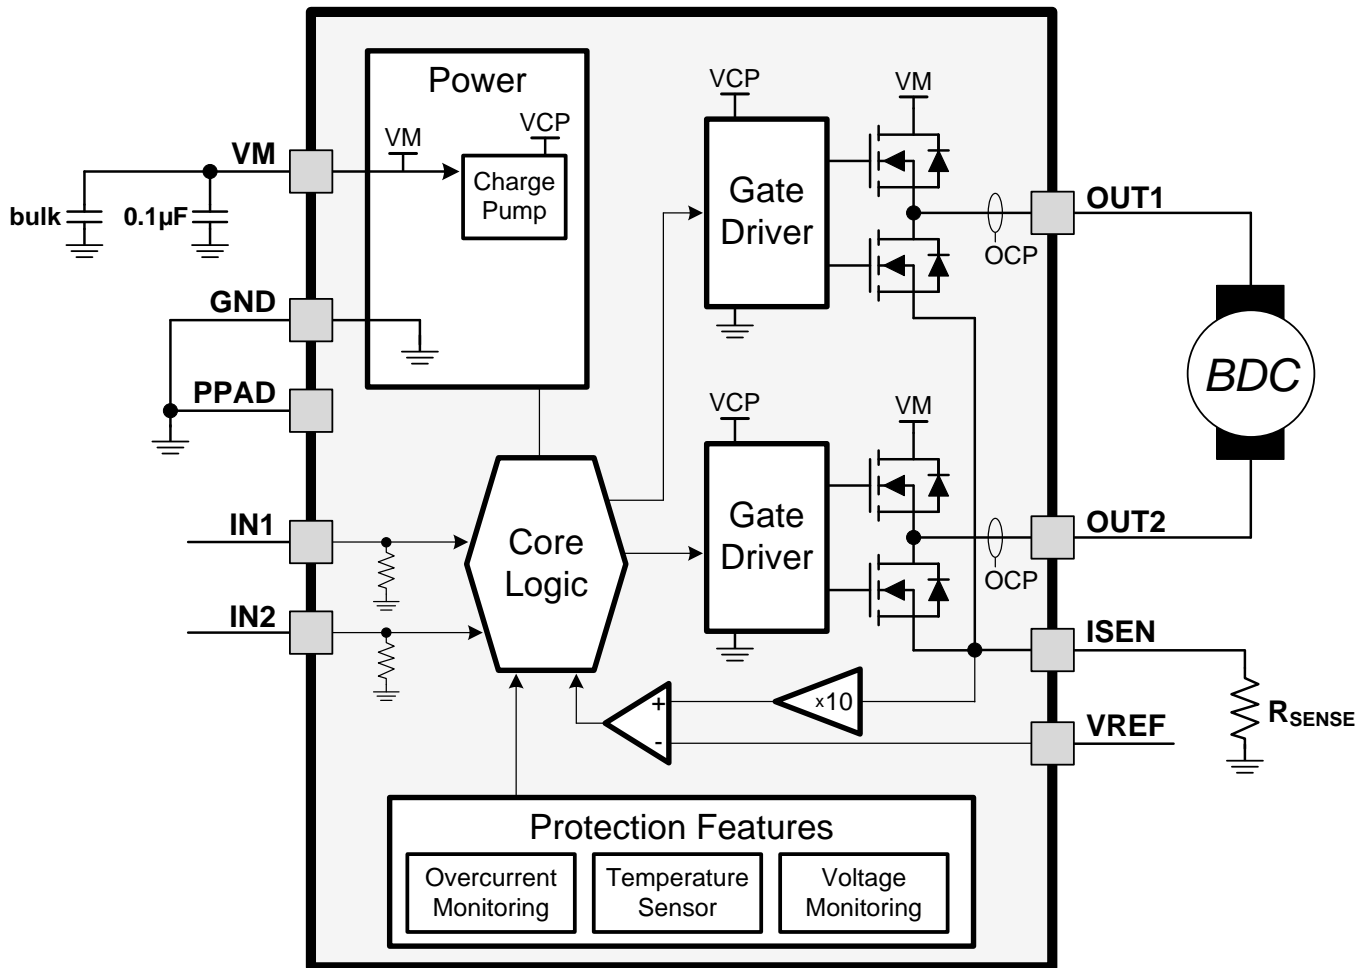 Power
VCP
VM
VCP
VM
VM
Charge
Pump
bulk
0.1µF
Gate
Driver
OUT1
OCP
GND
PPAD
BDC
VCP
VM
IN1
Core
Logic
Gate
Driver
OUT2
OCP
IN2
ISEN
x10
+
-
VREF
RSENSE
Protection Features
Overcurrent
Monitoring
Temperature
Sensor
Voltage
Monitoring